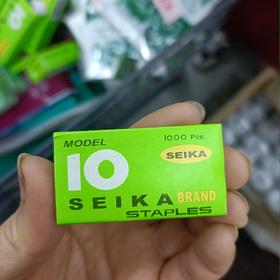 MODEL 1000 Pcs.
10 SEIKA
SEIKA BRAND
STAPLES